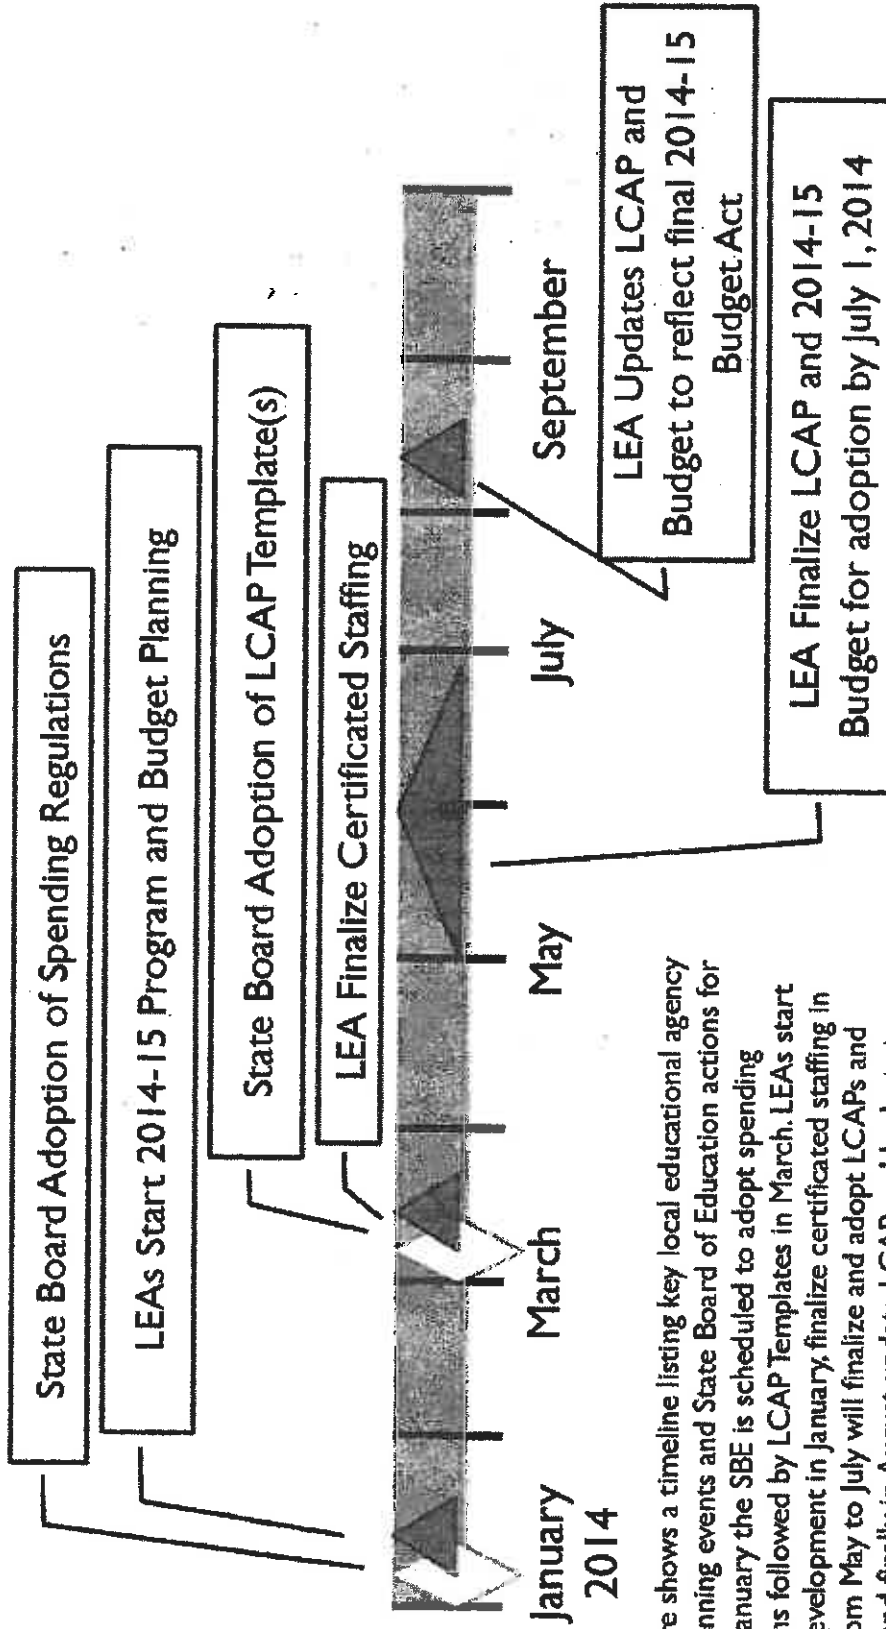 State Board Adoption of Spending Regulations
LEAs Start 2014-15 Program and Budget Planning
State Board Adoption of LCAP Template(s)
LEA Finalize Certificated Staffing
January
2014
March
May
July
September
LEA Updates LCAP and
Budget to reflect final 2014-15
Budget Act
LEA Finalize LCAP and 2014-15
Budget for adoption by July 1, 2014
shows a timeline listing key local educational agency
events and State Board of Education actions for
the SBE is scheduled to adopt spending
followed by LCAP Templates in March. LEAs start
in January, finalize certificated staffing in
May to July will finalize and adopt LCAPs and
finally in August update LCAP